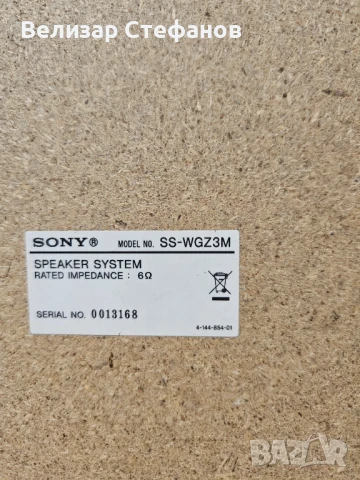 Велизар Стефанов
SONY® MODEL NO. SS-WGZ3M
SPEAKER SYSTEM
RATED IMPEDANCE : 6Ω
SERIAL NO. 0013168
4-144-854-01
BAZAR